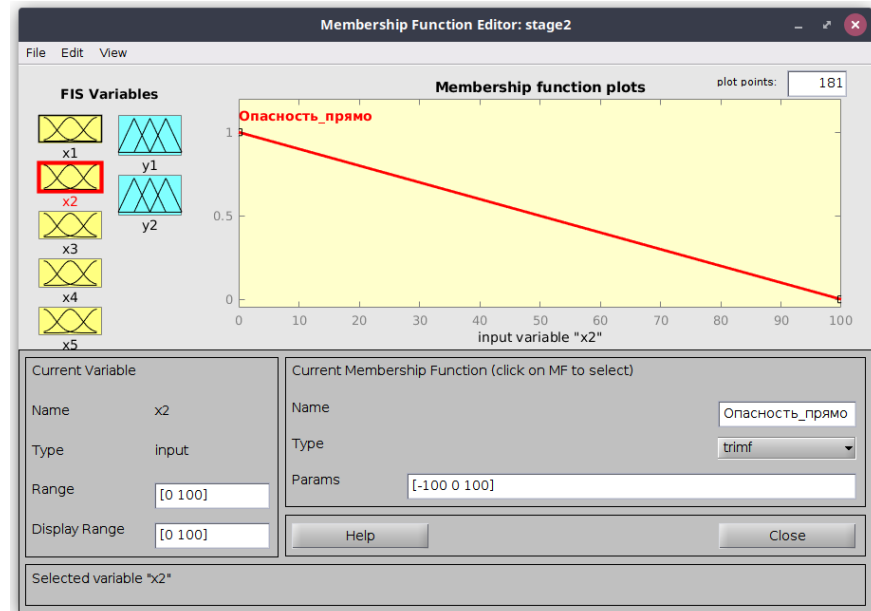 Membership Function Editor: stage2
File Edit View
FIS Variables
x1
x2
x3
x4
x5
y1
y2
Membership function plots
plot points:
181
Опасность_прямо
1
0.5
0
0 10 20 30 40 50 60 70 80 90 100
input variable "x2"
Current Variable
Name x2
Type input
Range [0 100]
Display Range [0 100]
Current Membership Function (click on MF to select)
Name Опасность_прямо
Type trimf
Params [-100 0 100]
Help Close
Selected variable "x2"